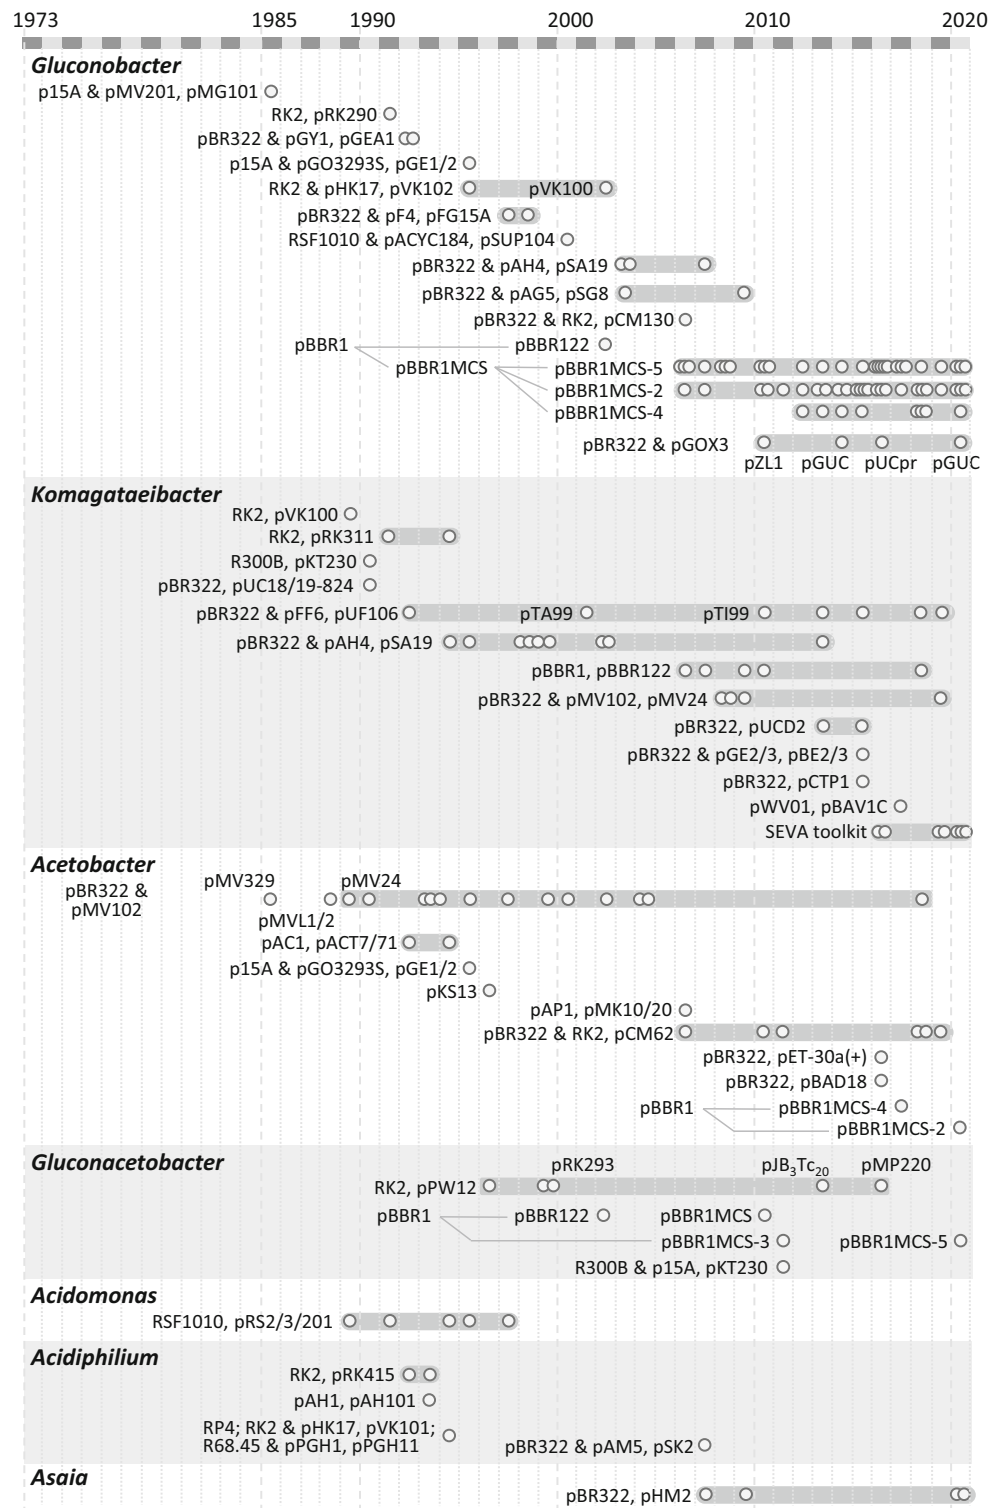 1973 1985 1990 2000 2010 2020
Gluconobacter
p15A & pMV201, pMG101
RK2, pRK290
pBR322 & pGY1, pGEA1
p15A & pGO3293S, pGE1/2
RK2 & pHK17, pVK102 pVK100
pBR322 & pF4, pFG15A
RSF1010 & pACYC184, pSUP104
pBR322 & pAH4, pSA19
pBR322 & pAG5, pSG8
pBR322 & RK2, pCM130
pBBR1 pBBR122
pBBR1MCS pBBR1MCS-5
pBBR1MCS-2
pBBR1MCS-4
pBR322 & pGOX3
pZL1 pGUC pUCpr pGUC
Komagataeibacter
RK2, pVK100
RK2, pRK311
R300B, pKT230
pBR322, pUC18/19-824
pBR322 & pFF6, pUF106 pTA99 pTI99
pBR322 & pAH4, pSA19
pBBR1, pBBR122
pBR322 & pMV102, pMV24
pBR322, pUCD2
pBR322 & pGE2/3, pBE2/3
pBR322, pCTP1
pWV01, pBAV1C
SEVA toolkit
Acetobacter
pMV329 pMV24
pBR322 &
pMV102
pMVL1/2
pAC1, pACT7/71
p15A & pGO3293S, pGE1/2
pKS13
pAP1, pMK10/20
pBR322 & RK2, pCM62
pBR322, pET-30a(+)
pBR322, pBAD18
pBBR1 pBBR1MCS-4
pBBR1MCS-2
Gluconacetobacter
pRK293 pJB3Tc20 pMP220
RK2, pPW12
pBBR1 pBBR122 pBBR1MCS
pBBR1MCS-3 pBBR1MCS-5
R300B & p15A, pKT230
Acidomonas
RSF1010, pRS2/3/201
Acidiphilium
RK2, pRK415
pAH1, pAH101
RP4; RK2 & pHK17, pVK101;
R68.45 & pPGH1, pPGH11 pBR322 & pAM5, pSK2
Asaia
pBR322, pHM2